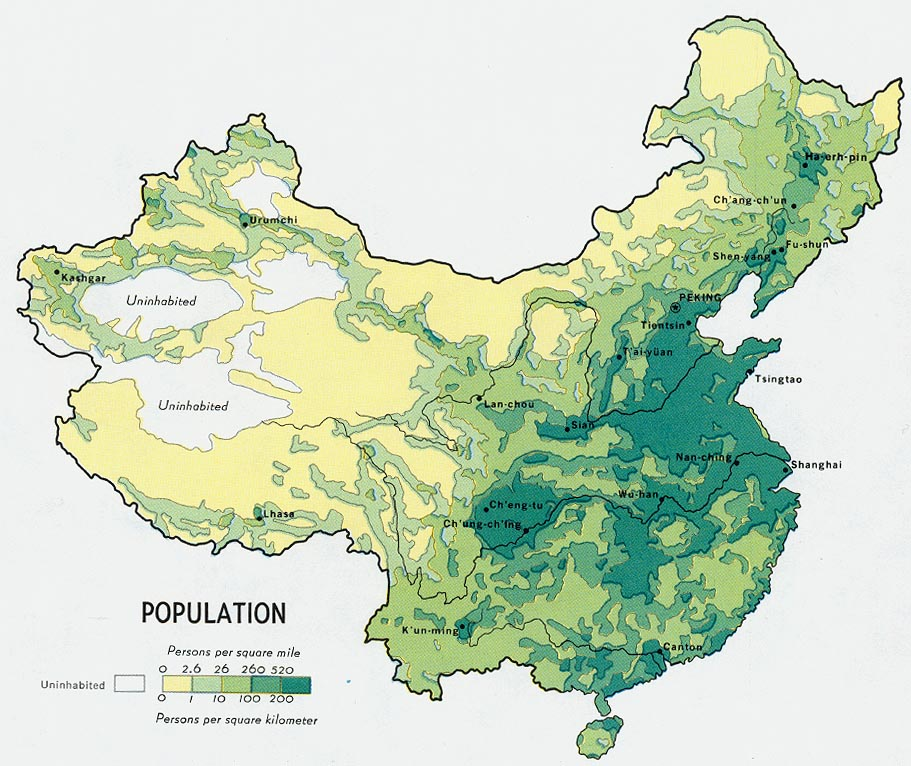 Ha-erh-pin
Ch'ang-ch'un
Urumchi
Fu-shun
Shen-yang
Kashgar
Uninhabited
PEKING
Tientsin
T'ai-yüan
Tsingtao
Uninhabited
Lan-chou
Sian
Nan-ching
Shanghai
Wu-han
Ch'eng-tu
Lhasa
Ch'ung-ch'ing
POPULATION
K'un-ming
Canton
Persons per square mile
0 2.6 26 260 520
Uninhabited
0 1 10 100 200
Persons per square kilometer